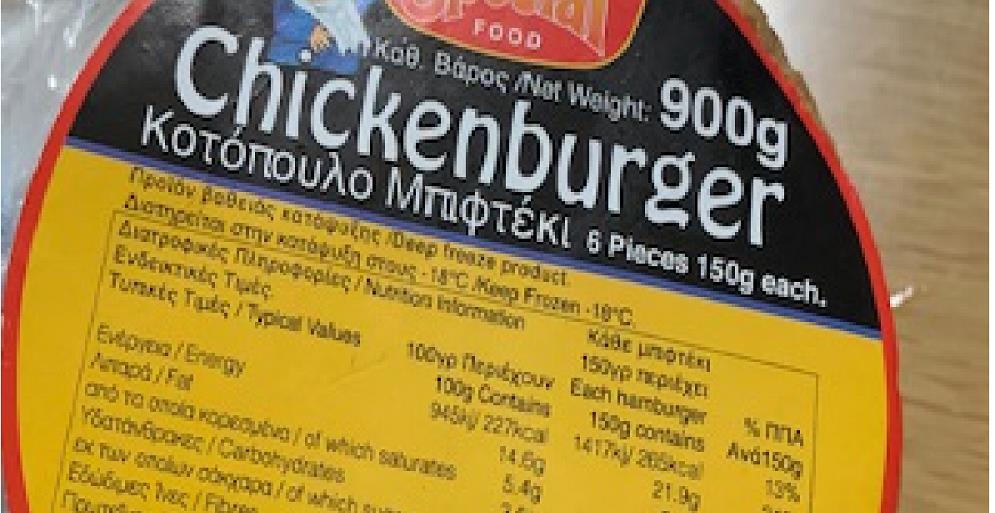 Special
FOOD
Καθ. Βάρος /Net Weight: 900g
Chickenburger
Κοτόπουλο Μπιφτέκι 6 Pieces 150g each.
Προϊόν βαθειάς κατάψυξης /Deep freeze product.
Διατηρείται στην κατάψυξη στους -18°C /Keep Frozen -18°C.
Διατροφικές Πληροφορίες / Nutrition Information
Ενδεικτικές Τιμές
Τυπικές Τιμές / Typical Values
100γρ Περιέχουν
100g Contains
Κάθε μπιφτέκι
150γρ περιέχει
Each hamburger
150g contains
% ΠΠΑ
Ανά150g
Ενέργεια / Energy 945kj/ 227kcal 1417kj/ 265kcal 13%
Λιπαρά / Fat 14.6g 21.9g
από τα οποία κορεσμένα / of which saturates 5.4g
Υδατάνθρακες / Carbohydrates
εκ των οποίων σάκχαρα / of which
Εδώδιμες Ίνες / Fibres